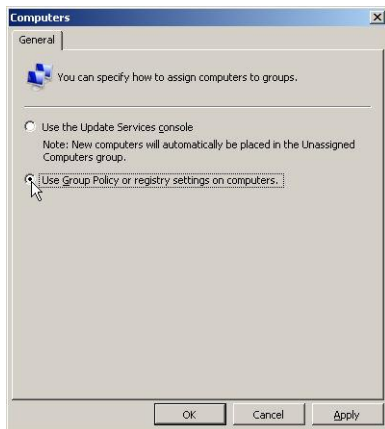 Computers
General
You can specify how to assign computers to groups.
Use the Update Services console
Note: New computers will automatically be placed in the Unassigned
Computers group.
Use Group Policy or registry settings on computers.
OK Cancel Apply